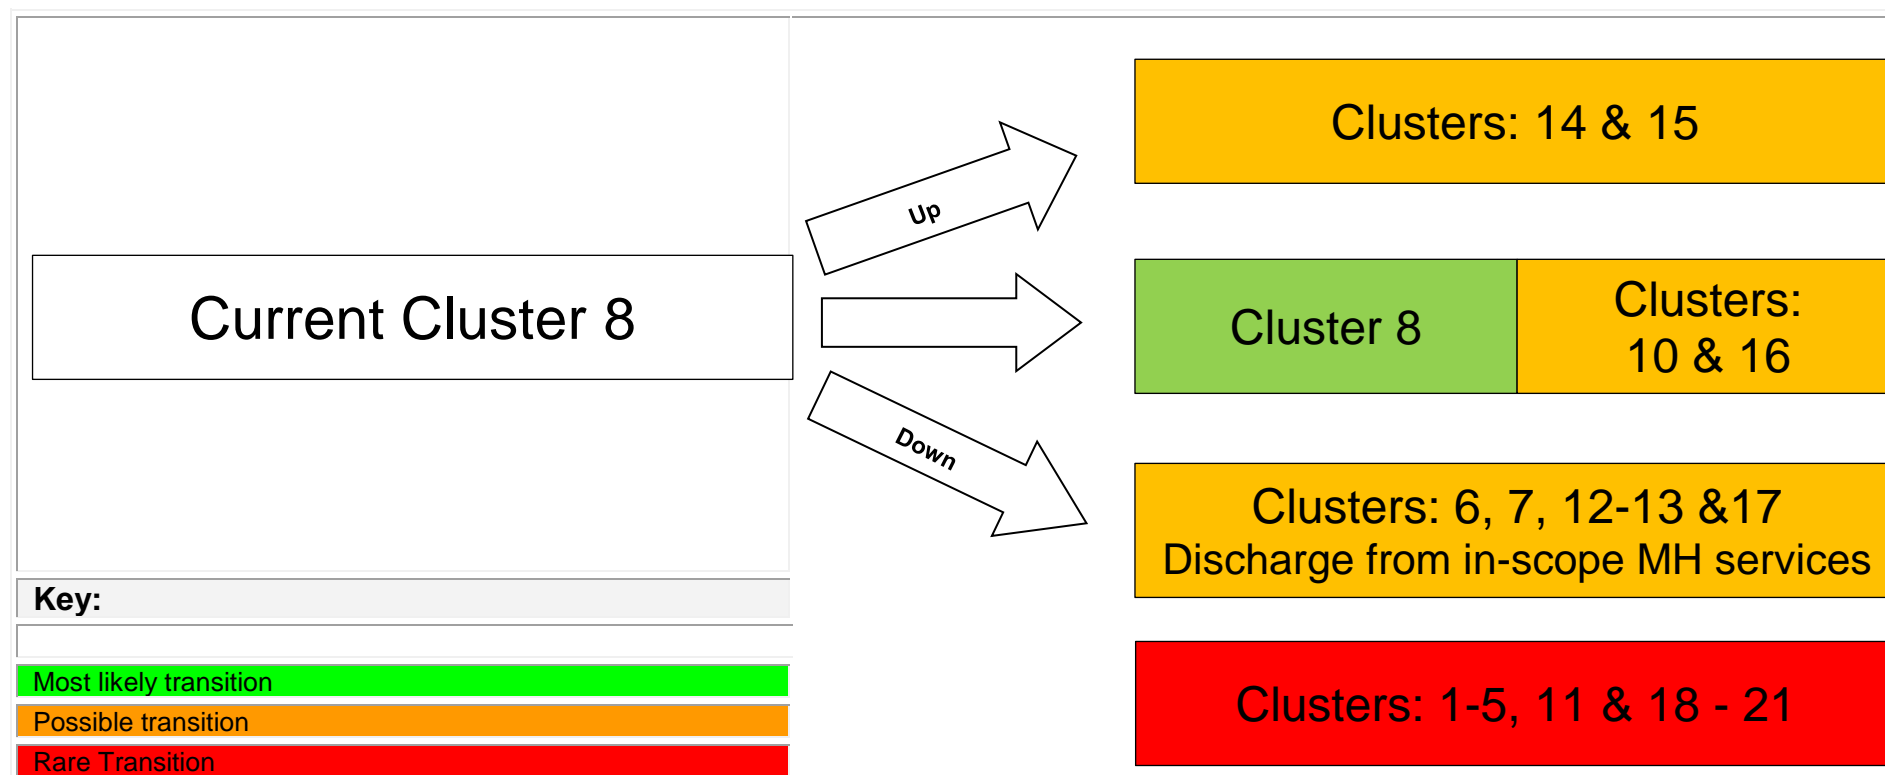 Clusters: 14 & 15
Up
Current Cluster 8
Cluster 8
Clusters:
10 & 16
Down
Clusters: 6, 7, 12-13 &17
Discharge from in-scope MH services
Key:
Most likely transition
Possible transition
Rare Transition
Clusters: 1-5, 11 & 18 - 21